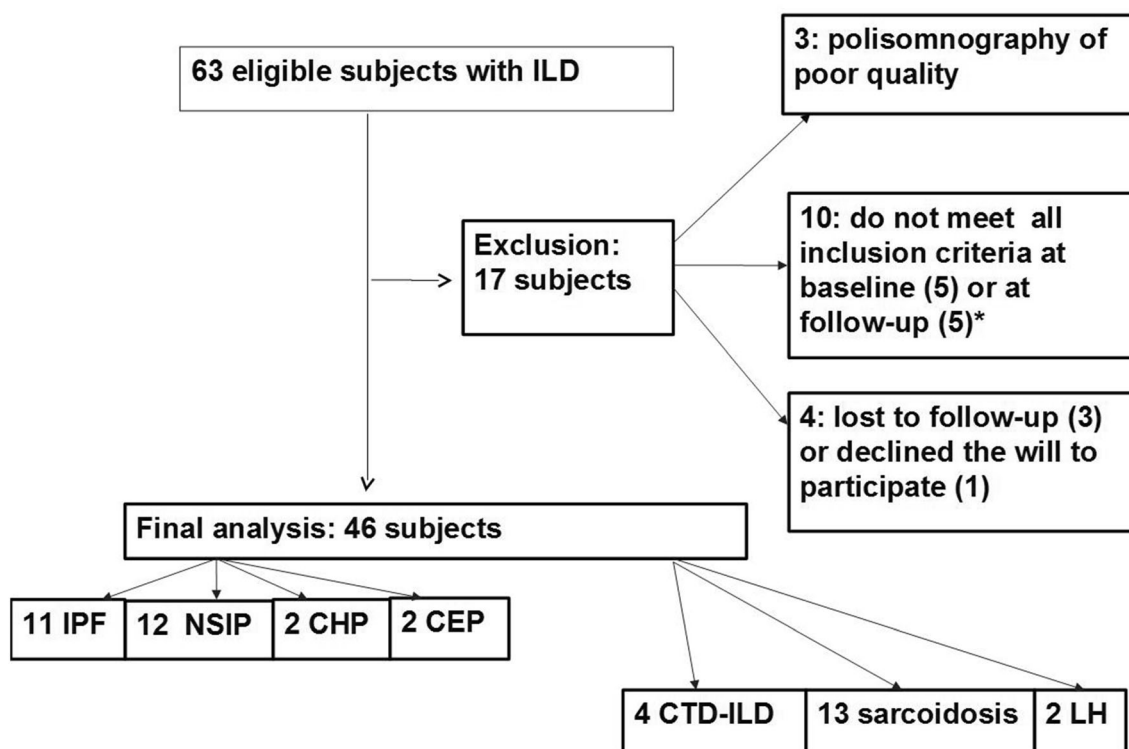 63 eligible subjects with ILD
3: polisomnography of
poor quality
Exclusion:
17 subjects
10: do not meet all
inclusion criteria at
baseline (5) or at
follow-up (5)*
4: lost to follow-up (3)
or declined the will to
participate (1)
Final analysis: 46 subjects
11 IPF
12 NSIP
2 CHP
2 CEP
4 CTD-ILD
13 sarcoidosis
2 LH